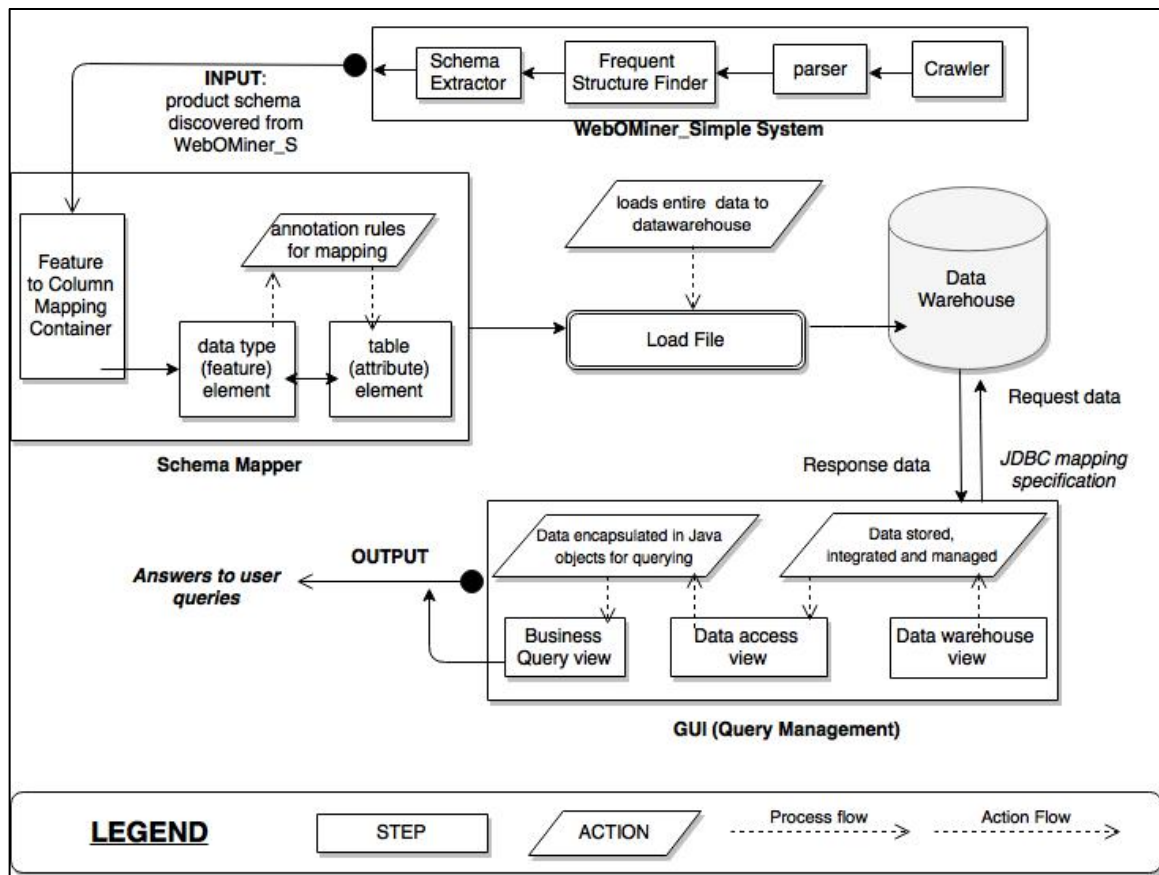 Schema
Extractor
Frequent
Structure Finder
parser
Crawler
WebOMiner_Simple System
INPUT:
product schema
discovered from
WebOMiner_S
Feature
to Column
Mapping
Container
annotation rules
for mapping
data type
(feature)
element
table
(attribute)
element
Schema Mapper
loads entire data to
datawarehouse
Load File
Data
Warehouse
Request data
Response data
JDBC mapping
specification
Data encapsulated in Java
objects for querying
Data stored,
integrated and managed
OUTPUT
Answers to user
queries
Business
Query view
Data access
view
Data warehouse
view
GUI (Query Management)
LEGEND
STEP
ACTION
Process flow
Action Flow